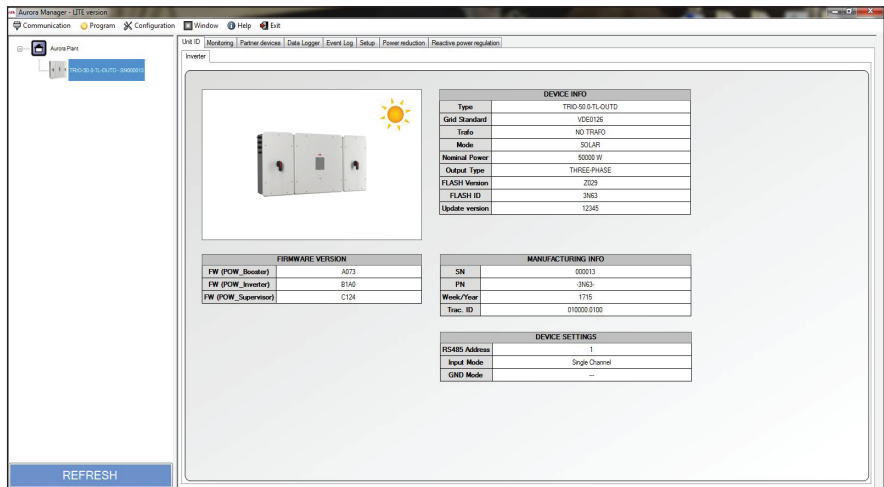 Aurora Manager - LITE version
Communication Program Configuration Window Help Exit
Aurora Plant
TRIO-50.0-TL-OUTD - SN000013
Unit ID Monitoring Partner devices Data Logger Event Log Setup Power reduction Reactive power regulation
Inverter
DEVICE INFO
Type TRIO-50.0-TL-OUTD
Grid Standard VDE0126
Trafo NO TRAFO
Mode SOLAR
Nominal Power 50000 W
Output Type THREE-PHASE
FLASH Version Z029
FLASH ID 3N63
Update version 12345
FIRMWARE VERSION
FW (POW_Booster) A073
FW (POW_Inverter) B1A0
FW (POW_Supervisor) C124
MANUFACTURING INFO
SN 000013
PN -3N63-
Week/Year 1715
Trac. ID 010000.0100
DEVICE SETTINGS
RS485 Address 1
Input Mode Single Channel
GND Mode ---
REFRESH